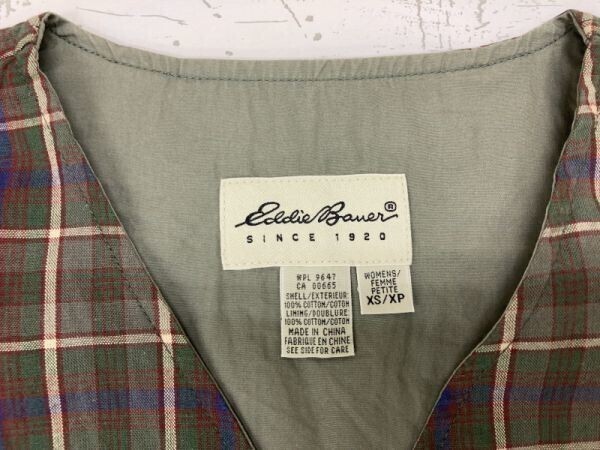 Eddie Bauer®
SINCE 1920
WPL 9647
CA 00665
SHELL/EXTERIEUR
100% COTTON/COTON
LINING/DOUBLURE
100% COTTON/COTON
MADE IN CHINA
FABRIQUE EN CHINE
SEE SIDE FOR CARE
WOMENS/
FEMME
PETITE
XS/XP